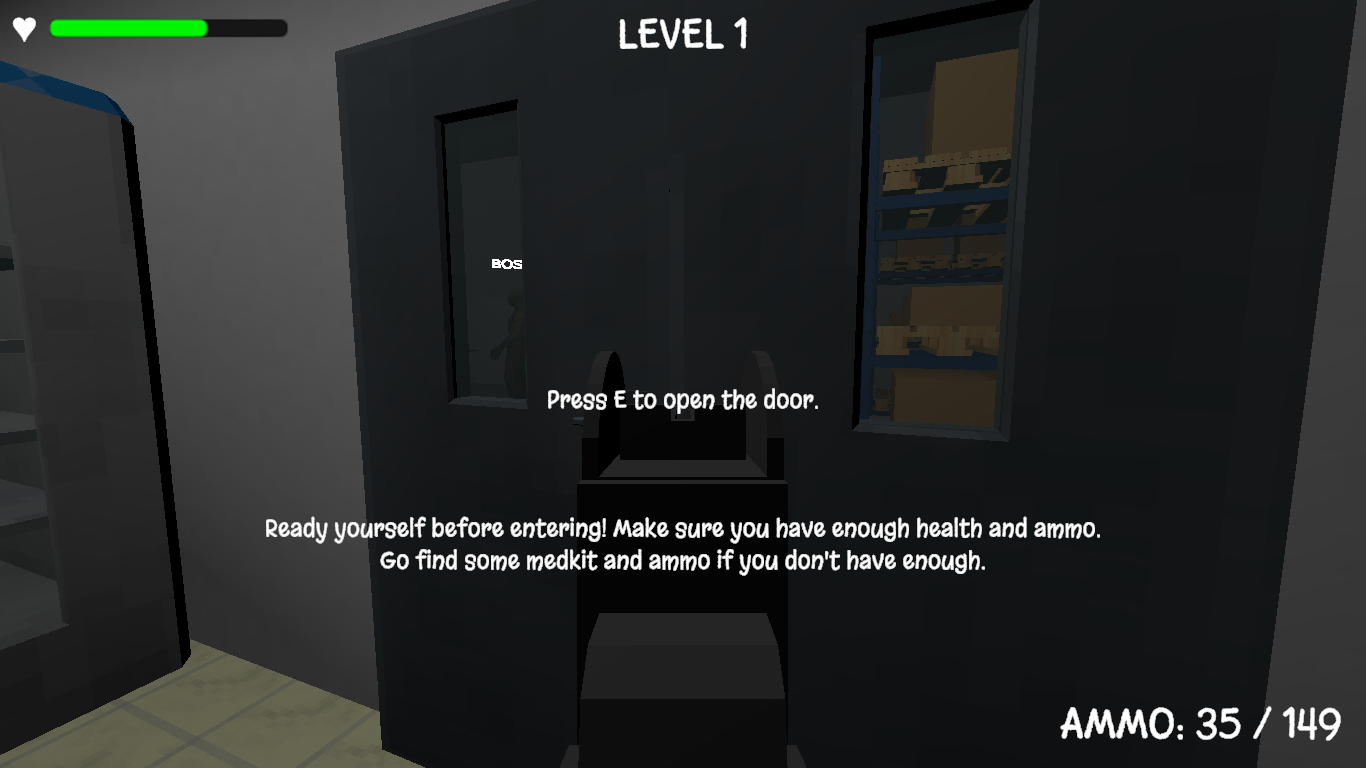 LEVEL 1
BOS
Press E to open the door.
Ready yourself before entering! Make sure you have enough health and ammo.
Go find some medkit and ammo if you don't have enough.
AMMO: 35 / 149